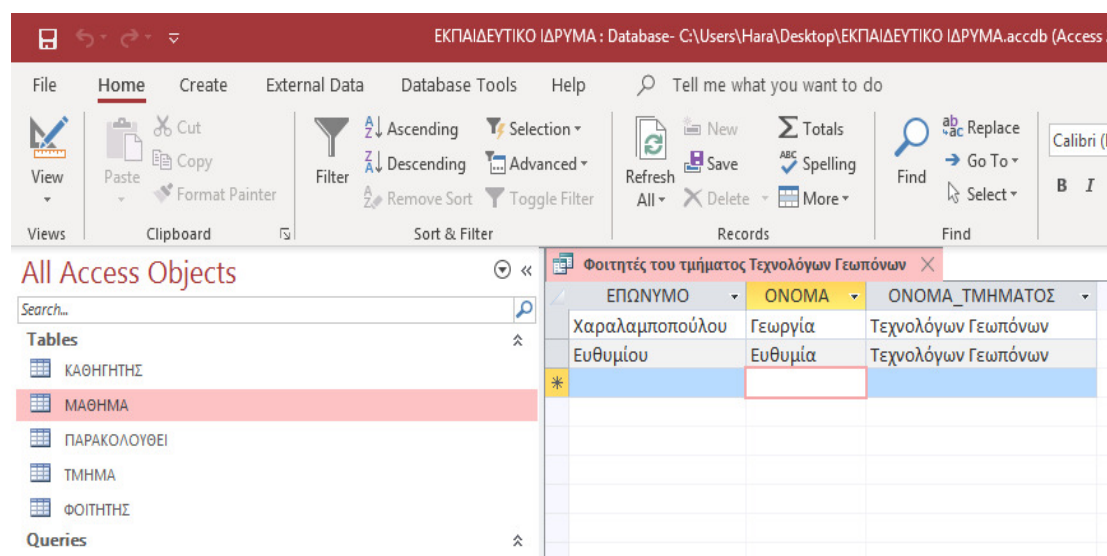 ΕΚΠΑΙΔΕΥΤΙΚΟ ΙΔΡΥΜΑ : Database- C:\Users\Hara\Desktop\ΕΚΠΑΙΔΕΥΤΙΚΟ ΙΔΡΥΜΑ.accdb (Access
File Home Create External Data Database Tools Help Tell me what you want to do
View
Views
Paste
Cut
Copy
Format Painter
Clipboard
Filter
Ascending
Descending
Remove Sort
Selection
Advanced
Toggle Filter
Sort & Filter
Refresh
All
New
Save
Delete
Totals
Spelling
More
Records
Find
Replace
Go To
Select
Find
Calibri (
B I
All Access Objects
Search...
Tables
ΚΑΘΗΓΗΤΗΣ
ΜΑΘΗΜΑ
ΠΑΡΑΚΟΛΟΥΘΕΙ
ΤΜΗΜΑ
ΦΟΙΤΗΤΗΣ
Queries
Φοιτητές του τμήματος Τεχνολόγων Γεωπόνων
ΕΠΩΝΥΜΟ ΟΝΟΜΑ ΟΝΟΜΑ_ΤΜΗΜΑΤΟΣ
Χαραλαμποπούλου Γεωργία Τεχνολόγων Γεωπόνων
Ευθυμίου Ευθυμία Τεχνολόγων Γεωπόνων